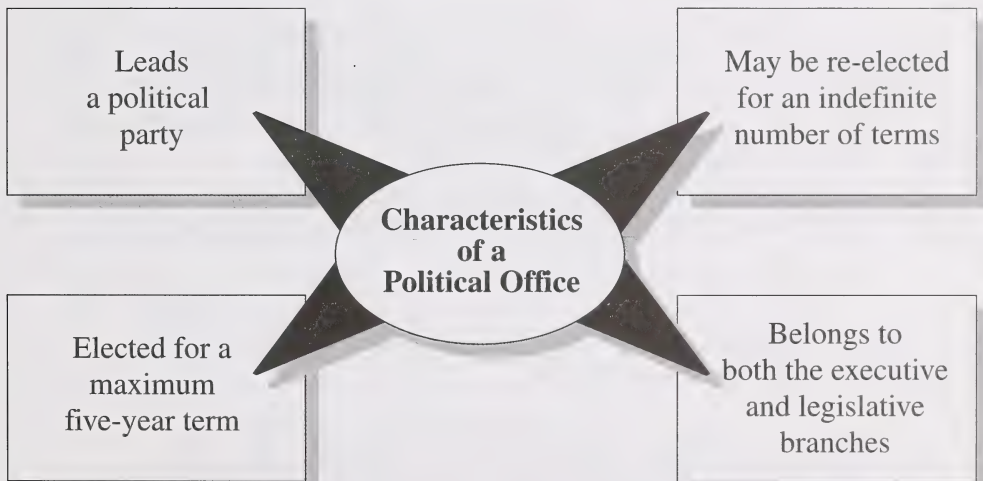 Leads
a political
party
May be re-elected
for an indefinite
number of terms
Characteristics
of a
Political Office
Elected for a
maximum
five-year term
Belongs to
both the executive
and legislative
branches